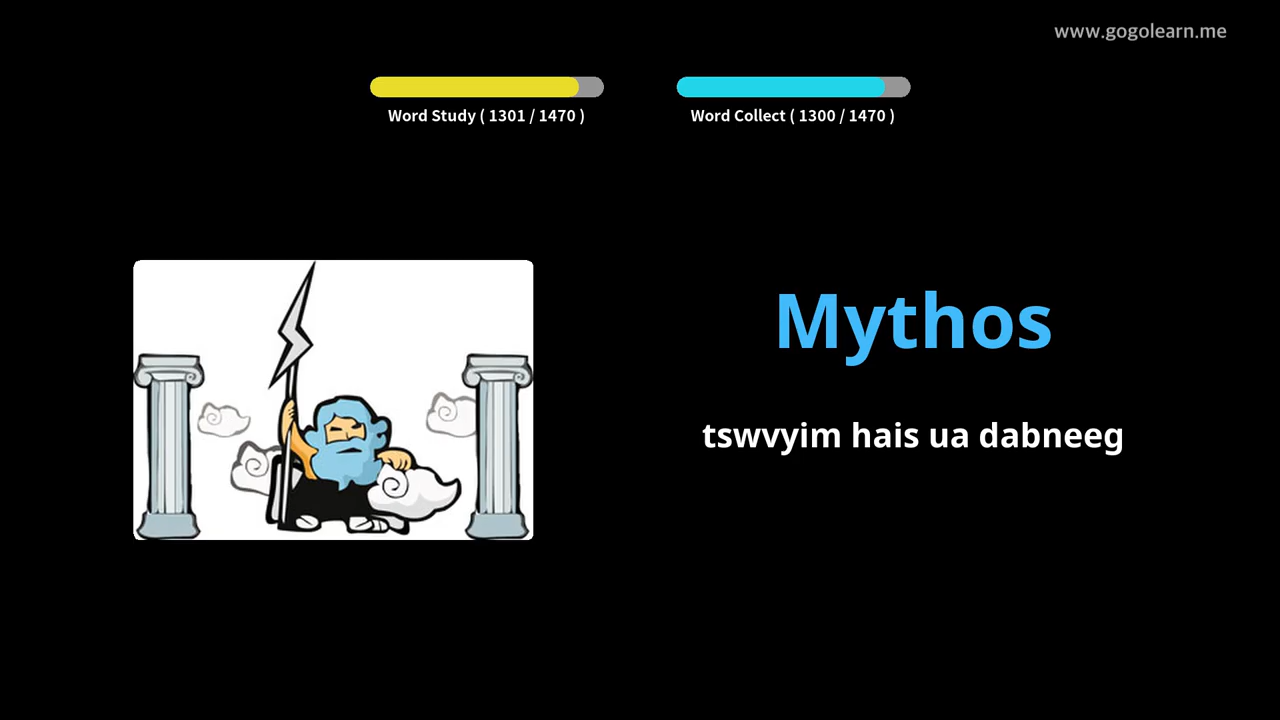 www.gogolearn.me
Word Study ( 1301 / 1470 )
Word Collect ( 1300 / 1470 )
Mythos
tswvyim hais ua dabneeg